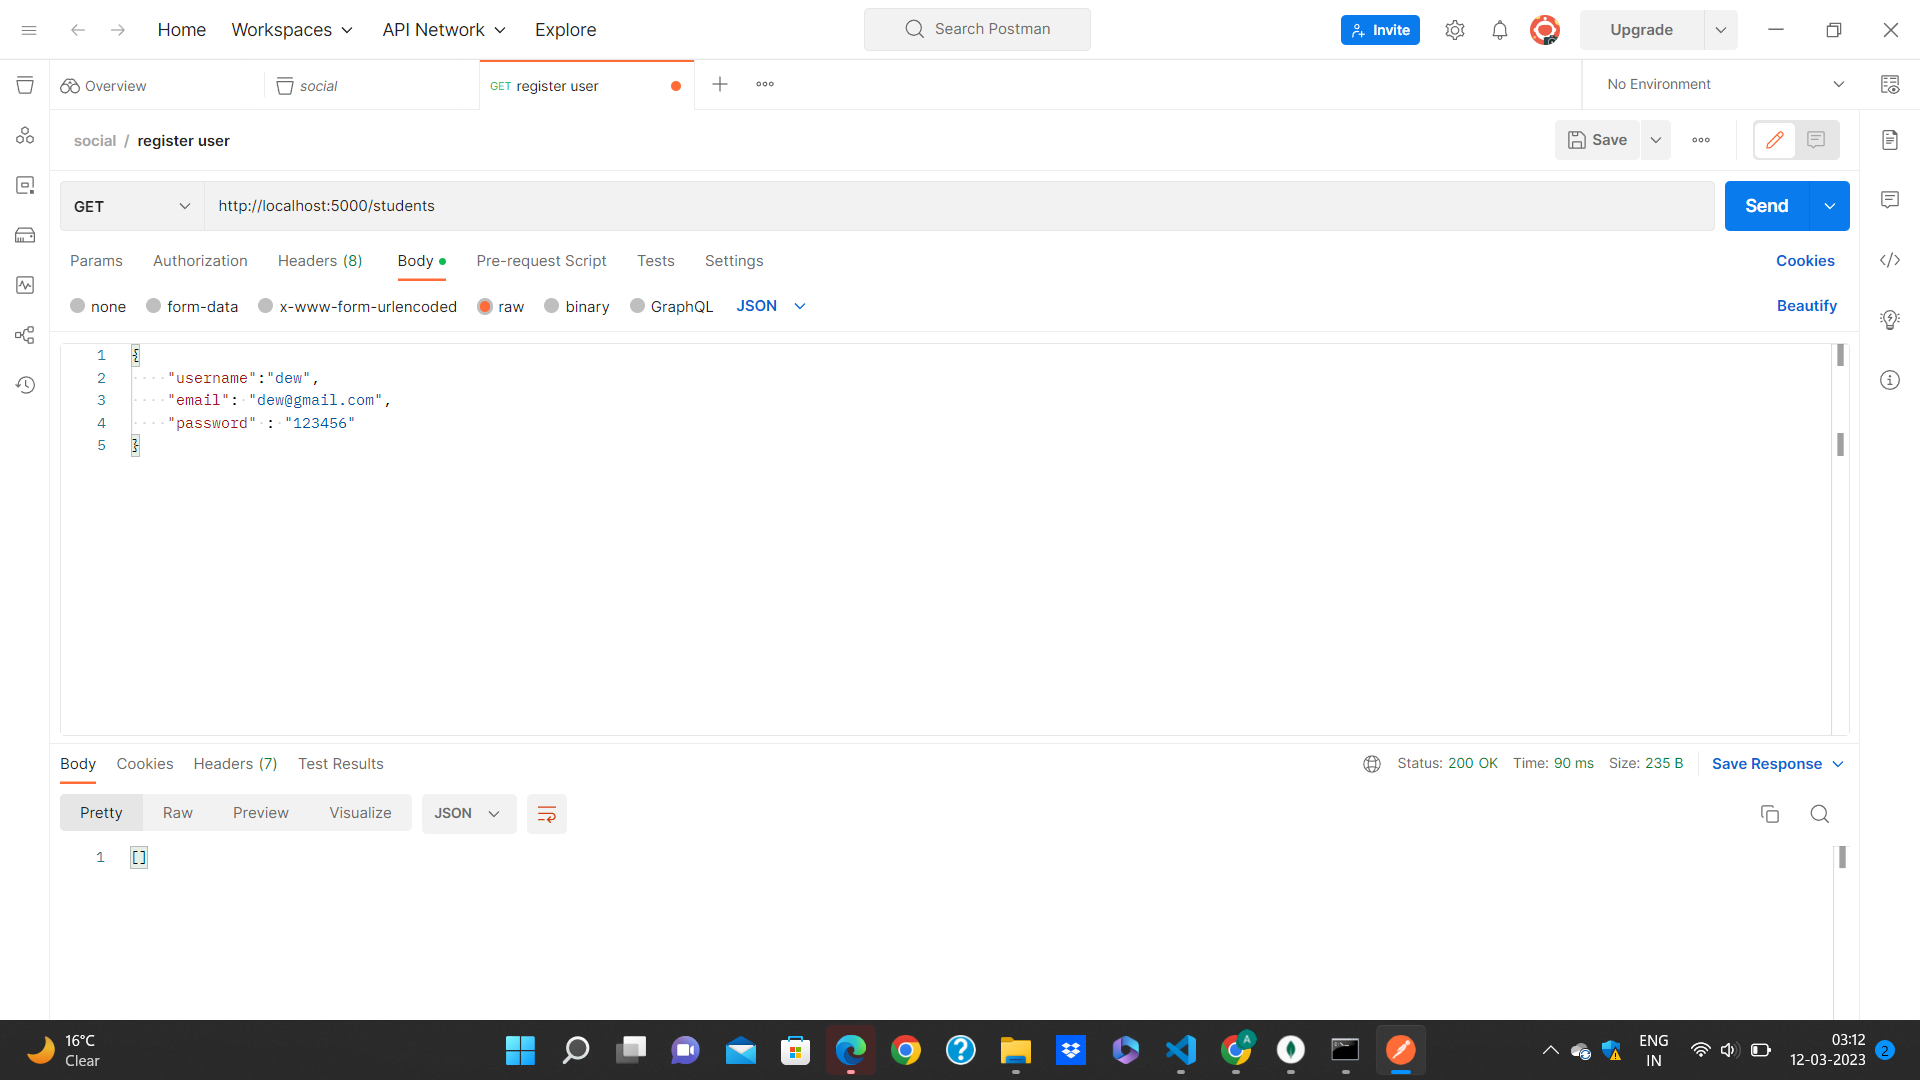 Home Workspaces API Network Explore Search Postman Invite Upgrade
Overview social GET register user No Environment
social / register user Save
GET http://localhost:5000/students Send
Params Authorization Headers (8) Body Pre-request Script Tests Settings Cookies
none form-data x-www-form-urlencoded raw binary GraphQL JSON Beautify
1 {
2 "username":"dew",
3 "email": "dew@gmail.com",
4 "password" : "123456"
5 }
Body Cookies Headers (7) Test Results Status: 200 OK Time: 90 ms Size: 235 B Save Response
Pretty Raw Preview Visualize JSON
1 []
16°C
Clear
A
ENG
IN
03:12
12-03-2023
2